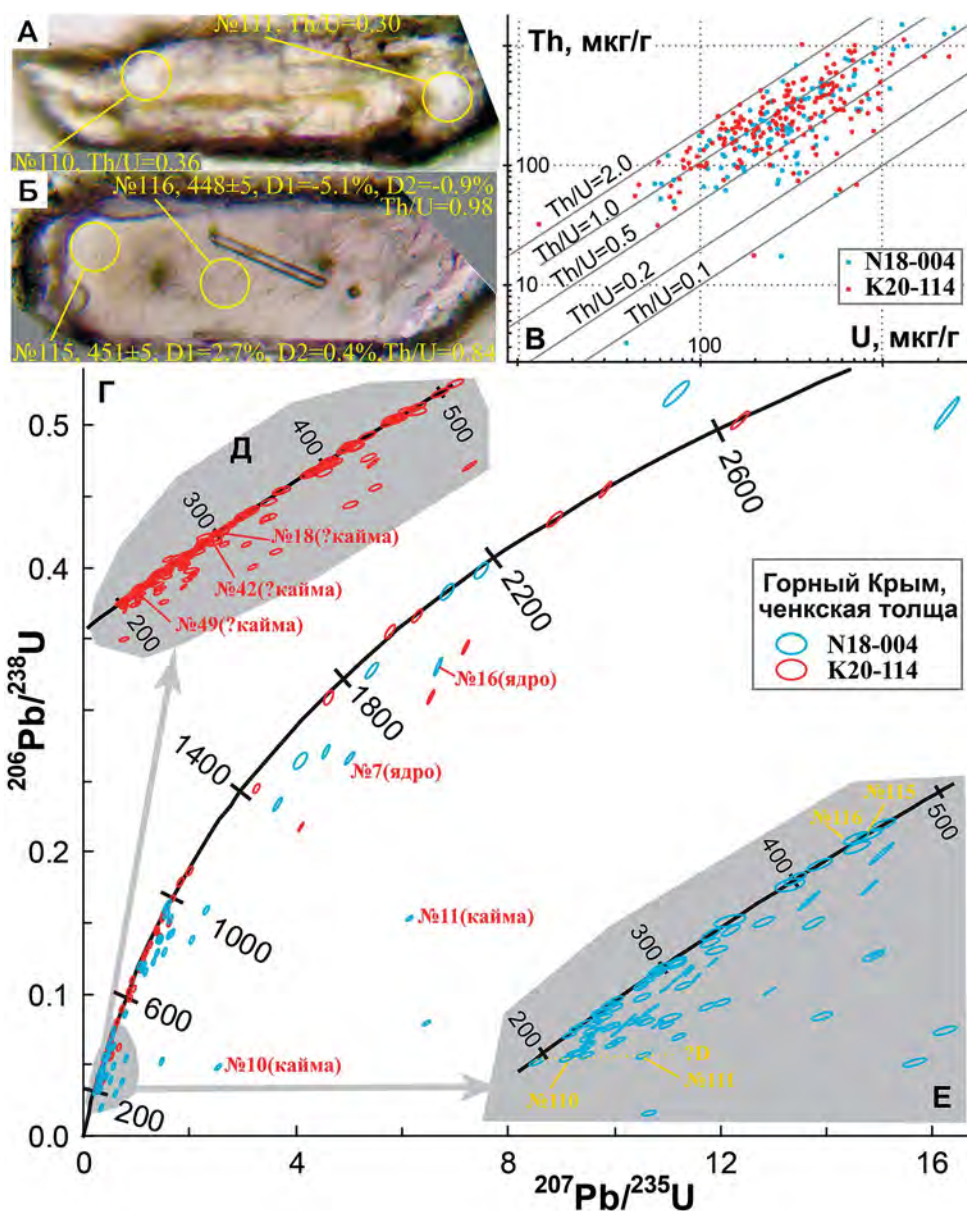 А
№111, Th/U=0.30
№110, Th/U=0.36
Б
№116, 448±5, D1=-5.1%, D2=-0.9%
Th/U=0.98
№115, 451±5, D1=2.7%, D2=0.4%, Th/U=0.84
Th, мкг/г
100
10
Th/U=2.0
Th/U=1.0
Th/U=0.5
Th/U=0.2
Th/U=0.1
N18-004
K20-114
В
100
U, мкг/г
Г
0.5
0.4
0.2
0.1
0.0
²⁰⁶Pb/²³⁸U
Д
500
400
300
200
№18(?кайма)
№42(?кайма)
№49(?кайма)
2600
2200
1800
1400
1000
600
200
Горный Крым,
ченкская толща
N18-004
K20-114
№16(ядро)
№7(ядро)
№11(кайма)
№10(кайма)
№115
№116
500
400
300
200
?D
№111
№110
Е
0
4
8
12
16
²⁰⁷Pb/²³⁵U